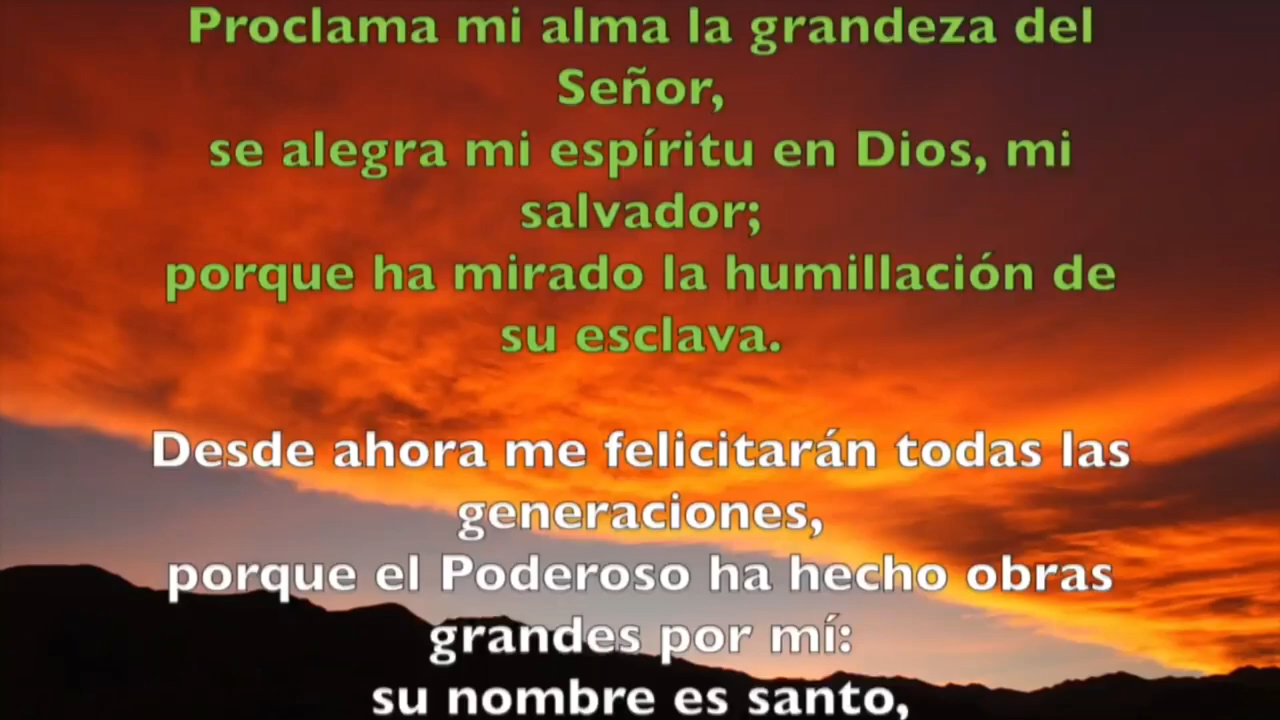 Proclama mi alma la grandeza del
Señor,
se alegra mi espíritu en Dios, mi
salvador;
porque ha mirado la humillación de
su esclava.
Desde ahora me felicitarán todas las
generaciones,
porque el Poderoso ha hecho obras
grandes por mí:
su nombre es santo,